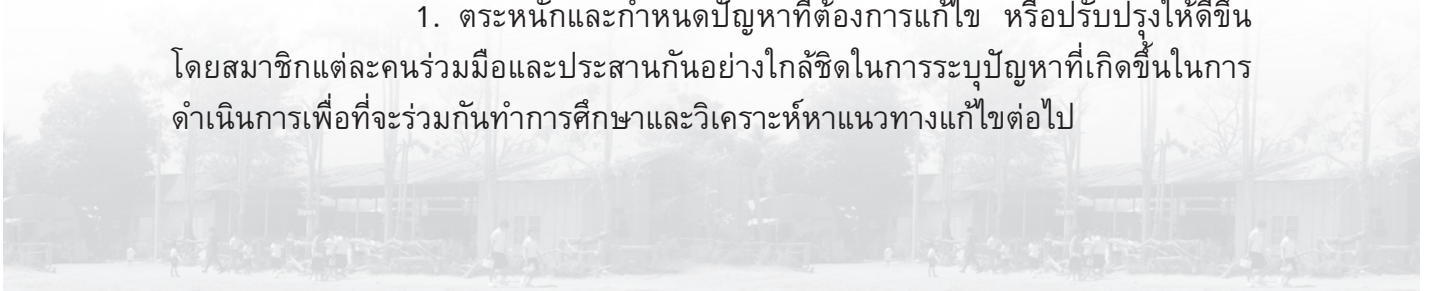 1. ตระหนักและกำหนดปัญหาที่ต้องการแก้ไข หรือปรับปรุงให้ดีขึ้น
โดยสมาชิกแต่ละคนร่วมมือและประสานกันอย่างใกล้ชิดในการระบุปัญหาที่เกิดขึ้นในการ
ดำเนินการเพื่อที่จะร่วมกันทำการศึกษาและวิเคราะห์หาแนวทางแก้ไขต่อไป